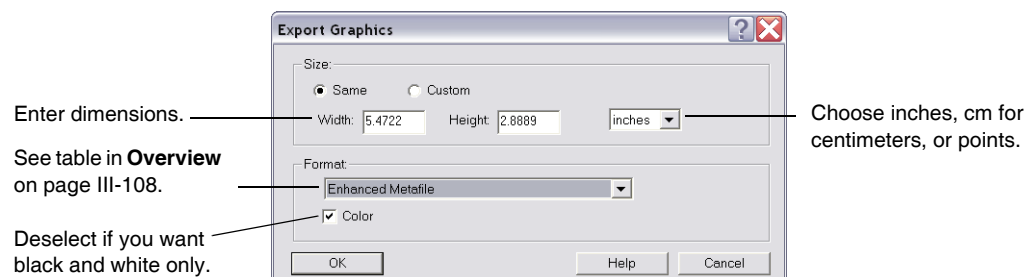 Export Graphics
Size:
Same Custom
Width: 5.4722 Height: 2.8889 inches
Format:
Enhanced Metafile
Color
OK Help Cancel
Enter dimensions.
See table in Overview
on page III-108.
Deselect if you want
black and white only.
Choose inches, cm for
centimeters, or points.